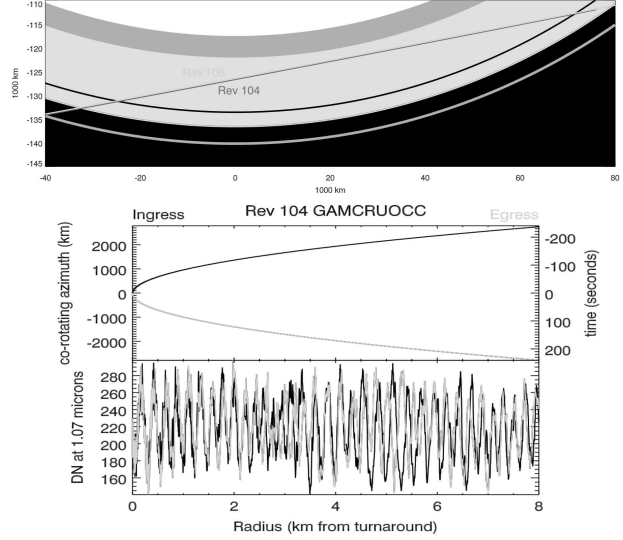 -110
-115
-120
-125
-130
-135
-140
-145
1000 km
Rev 100
Rev 104
-40 -20 0 20 40 60 80
1000 km
Ingress Rev 104 GAMCRUOCC Egress
co-rotating azimuth (km)
2000
1000
0
-1000
-2000
-200
-100
0
100
200
time (seconds)
DN at 1.07 microns
280
260
240
220
200
180
160
0 2 4 6 8
Radius (km from turnaround)